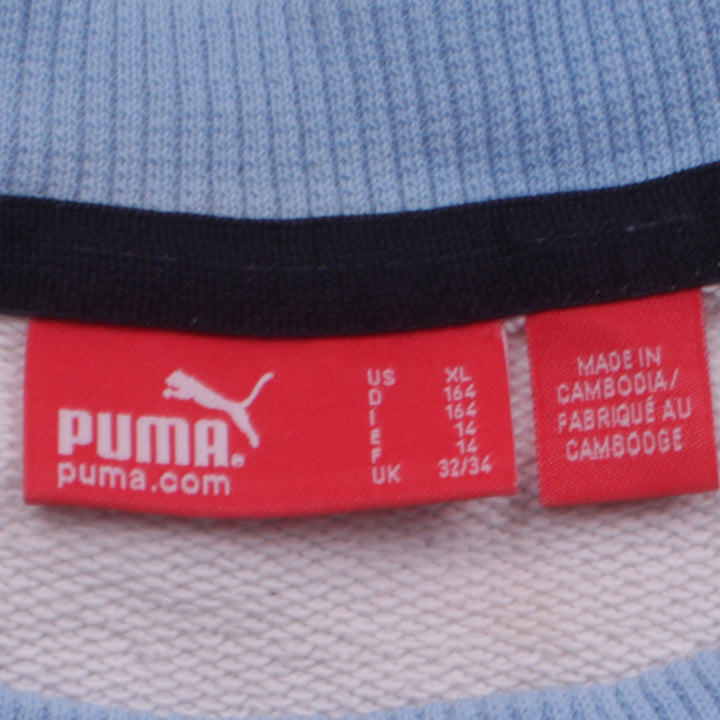 PUMA®
puma.com
US XL
D 164
I 164
E 14
F 14
UK 32/34
MADE IN
CAMBODIA/
FABRIQUÉ AU
CAMBODGE